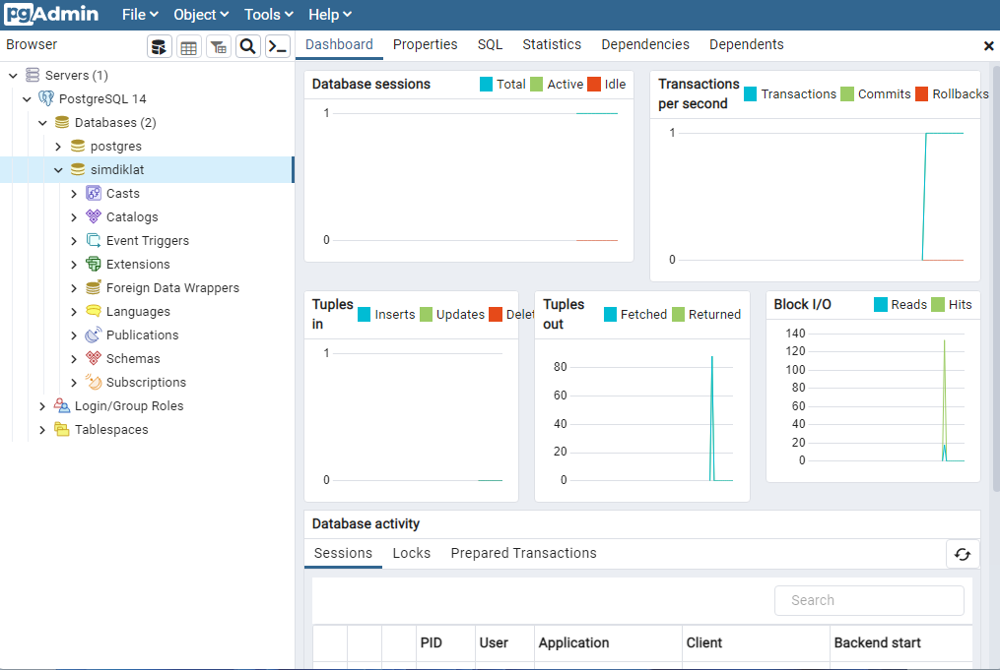 pgAdmin File Object Tools Help
Browser
Dashboard Properties SQL Statistics Dependencies Dependents
Servers (1)
PostgreSQL 14
Databases (2)
postgres
simdiklat
Casts
Catalogs
Event Triggers
Extensions
Foreign Data Wrappers
Languages
Publications
Schemas
Subscriptions
Login/Group Roles
Tablespaces
Database sessions
Total Active Idle
1
0
Transactions
per second
Transactions Commits Rollbacks
1
0
Tuples
in
Inserts Updates Delet
1
0
Tuples
out
Fetched Returned
80
60
40
20
0
Block I/O
Reads Hits
140
120
100
80
60
40
20
0
Database activity
Sessions Locks Prepared Transactions
Search
PID User Application Client Backend start